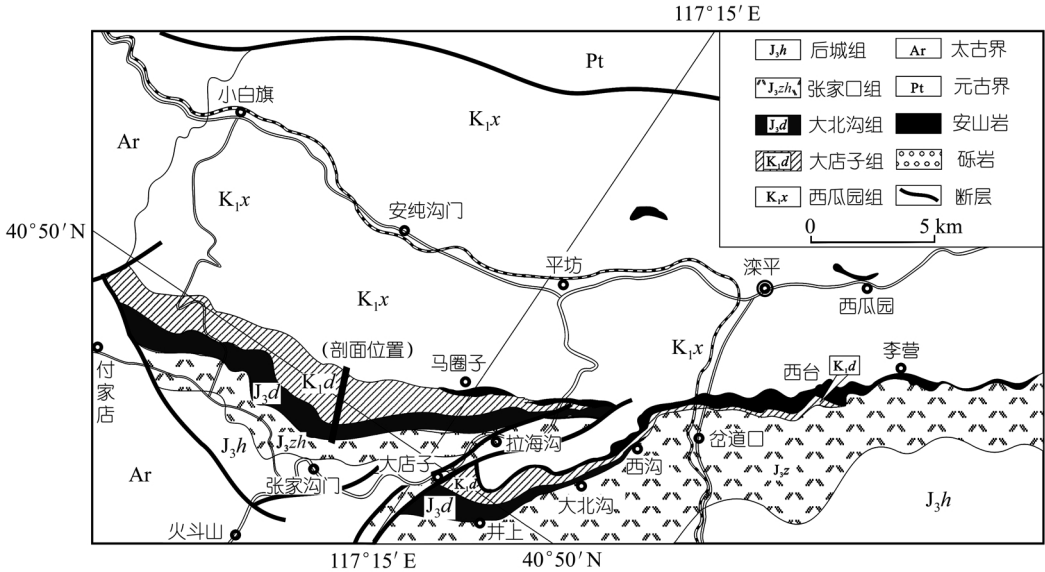 117°15′E
J₃h 后城组
Ar 太古界
J₃zh 张家口组
Pt 元古界
J₃d 大北沟组
安山岩
K₁d 大店子组
砾岩
K₁x 西瓜园组
断层
0 5 km
Pt
小白旗
K₁x
Ar
K₁x
安纯沟门
40°50′N
平坊
滦平
西瓜园
K₁x
K₁x
(剖面位置)
马圈子
李营
西台
K₁d
付家店
J₃d
K₁d
J₃h
J₃zh
拉海沟
岔道口
大店子
西沟
Ar
张家沟门
K₁d
J₃z
大北沟
J₃d
J₃h
火斗山
井上
117°15′E
40°50′N